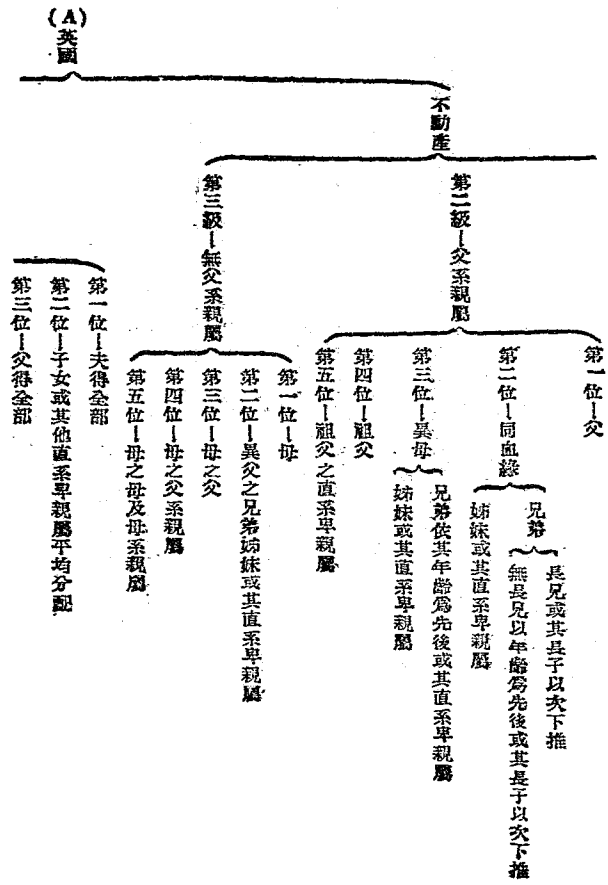 (A)英國
不動產
第二級—父系親屬
第一位—父
第二位—同血緣
兄弟
長兄或其長子以次下推
無長兄以年齡爲先後或其長子以次下推
姊妹或其直系卑親屬
第三位—異母
兄弟依其年齡爲先後或其直系卑親屬
姊妹或其直系卑親屬
第四位—祖父
第五位—祖父之直系卑親屬
第三級—無父系親屬
第一位—母
第二位—異父之兄弟姊妹或其直系卑親屬
第三位—母之父
第四位—母之父系親屬
第五位—母之母及母系親屬
第一位—夫得全部
第二位—子女或其他直系卑親屬平均分配
第三位—父得全部